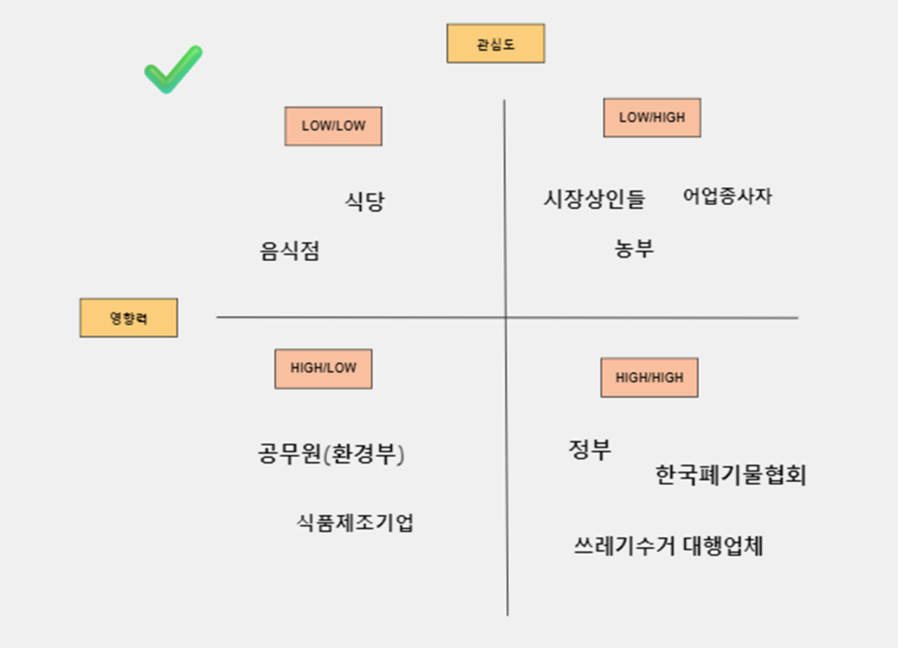 관심도
LOW/LOW
LOW/HIGH
식당
시장상인들
어업종사자
음식점
농부
영향력
HIGH/LOW
HIGH/HIGH
공무원(환경부)
정부
한국폐기물협회
식품제조기업
쓰레기수거 대행업체